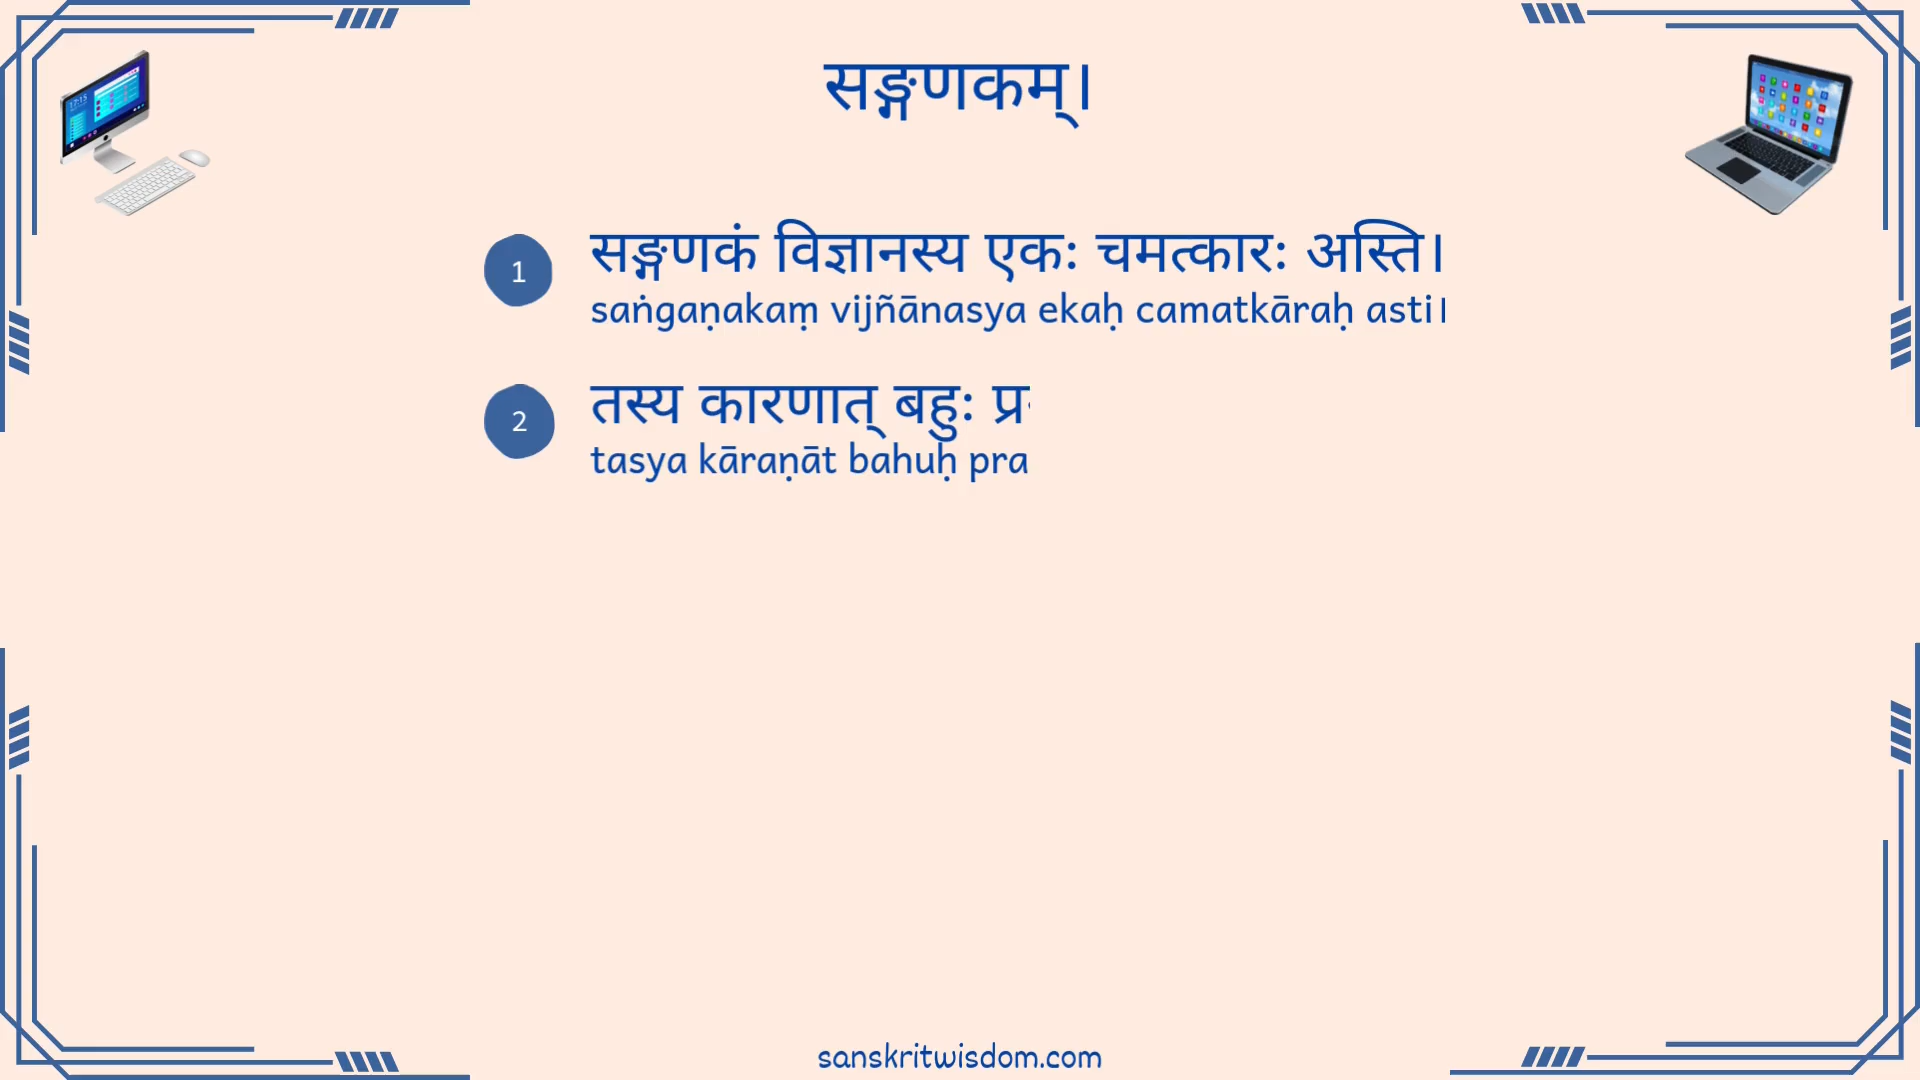 सङ्गणकम्।
1
सङ्गणकं विज्ञानस्य एकः चमत्कारः अस्ति।
saṅgaṇakaṃ vijñānasya ekaḥ camatkāraḥ asti।
2
तस्य कारणात् बहुः प्र
tasya kāraṇāt bahuḥ pra
sanskritwisdom.com